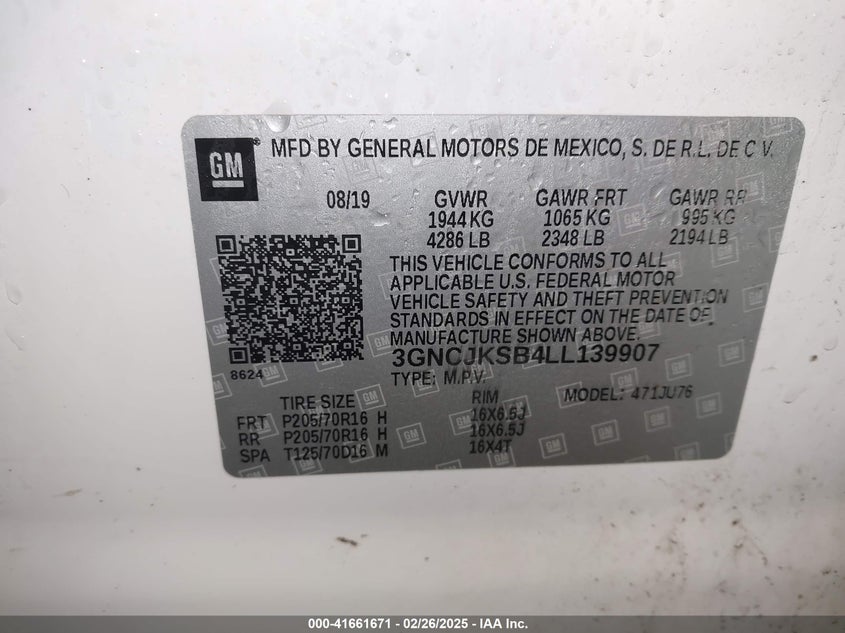 GM
MFD BY GENERAL MOTORS DE MEXICO, S. DE R.L. DE C V.
08/19 GVWR GAWR FRT GAWR RR
1944 KG 1065 KG 995 KG
4286 LB 2348 LB 2194 LB
THIS VEHICLE CONFORMS TO ALL
APPLICABLE U.S. FEDERAL MOTOR
VEHICLE SAFETY AND THEFT PREVENTION
STANDARDS IN EFFECT ON THE DATE OF
MANUFACTURE SHOWN ABOVE.
3GNCJKSB4LL139907
8624
TYPE: M.P.V. MODEL: 471JU76
TIRE SIZE RIM
FRT P205/70R16 H 16X6.5J
RR P205/70R16 H 16X6.5J
SPA T125/70D16 M 16X4T
000-41661671 | 02/26/2025 | IAA Inc.